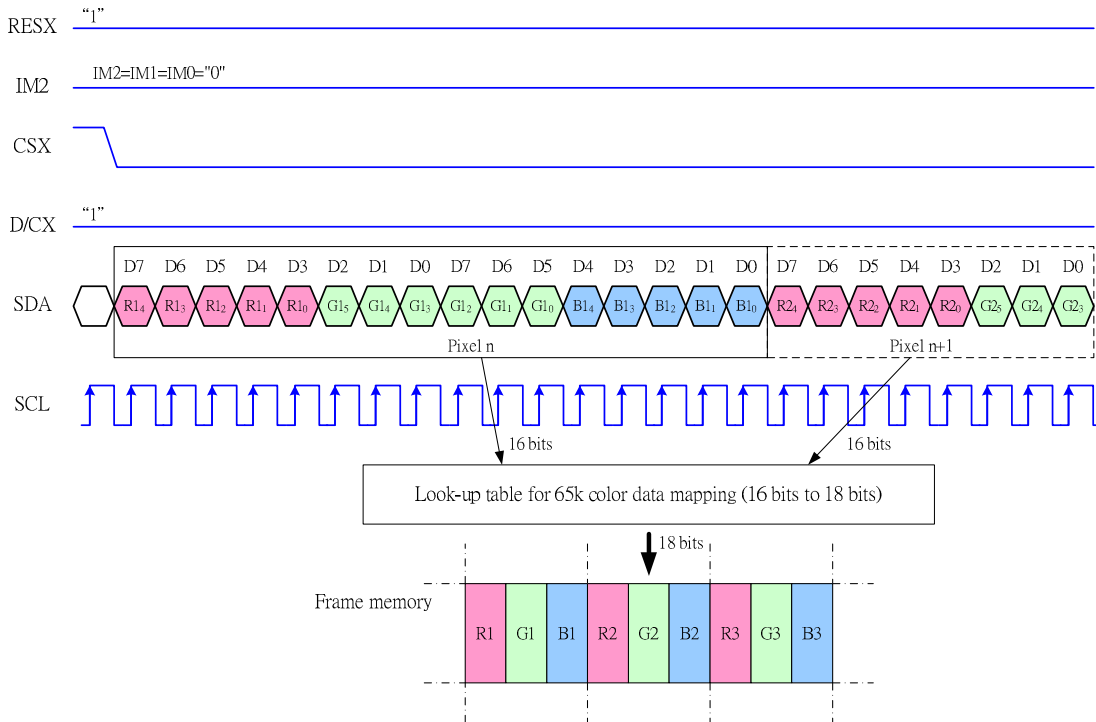 RESX “1”
IM2 IM2=IM1=IM0="0"
CSX
D/CX “1”
D7 D6 D5 D4 D3 D2 D1 D0 D7 D6 D5 D4 D3 D2 D1 D0 D7 D6 D5 D4 D3 D2 D1 D0
SDA R1₄ R1₃ R1₂ R1₁ R1₀ G1₅ G1₄ G1₃ G1₂ G1₁ G1₀ B1₄ B1₃ B1₂ B1₁ B1₀ R2₄ R2₃ R2₂ R2₁ R2₀ G2₅ G2₄ G2₃
Pixel n Pixel n+1
SCL
16 bits 16 bits
Look-up table for 65k color data mapping (16 bits to 18 bits)
18 bits
Frame memory
R1 G1 B1 R2 G2 B2 R3 G3 B3